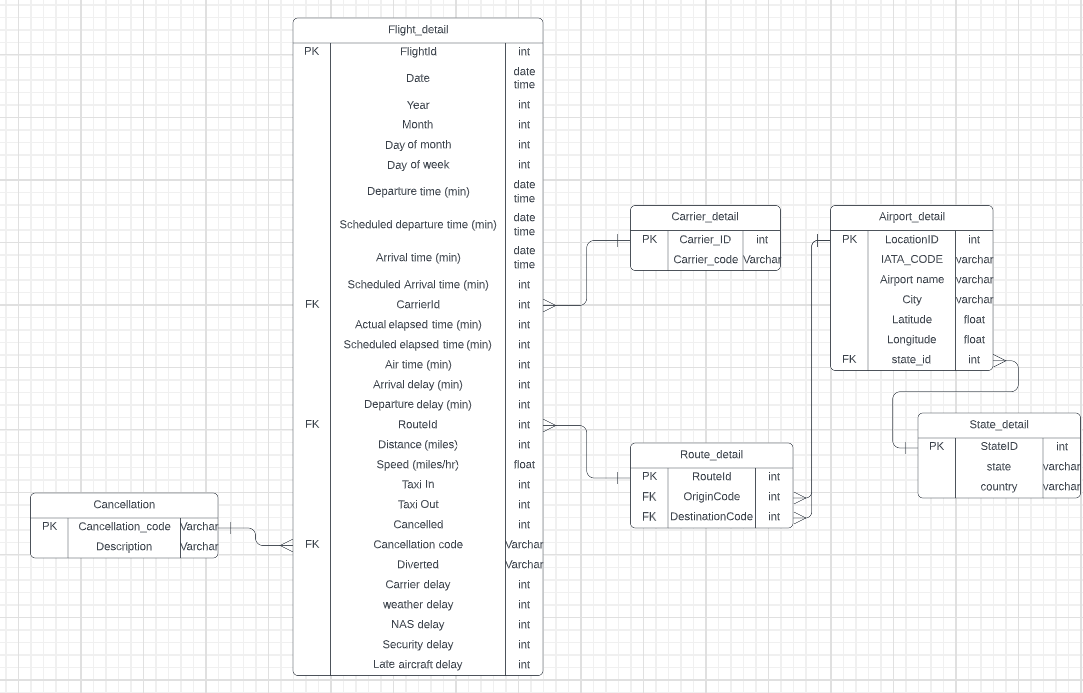 Flight_detail
PK FlightId int
Date date
time
Year int
Month int
Day of month int
Day of week int
Departure time (min) date
time
Scheduled departure time (min) date
time
Arrival time (min) date
time
Scheduled Arrival time (min) int
FK CarrierId int
Actual elapsed time (min) int
Scheduled elapsed time (min) int
Air time (min) int
Arrival delay (min) int
Departure delay (min) int
FK RouteId int
Distance (miles) int
Speed (miles/hr) float
Taxi In int
Taxi Out int
Cancelled int
FK Cancellation code Varchar
Diverted Varchar
Carrier delay int
weather delay int
NAS delay int
Security delay int
Late aircraft delay int
Cancellation
PK Cancellation_code Varchar
Description Varchar
Carrier_detail
PK Carrier_ID int
Carrier_code Varchar
Route_detail
PK RouteId int
FK OriginCode int
FK DestinationCode int
Airport_detail
PK LocationID int
IATA_CODE varchar
Airport name varchar
City varchar
Latitude float
Longitude float
FK state_id int
State_detail
PK StateID int
state varchar
country varchar